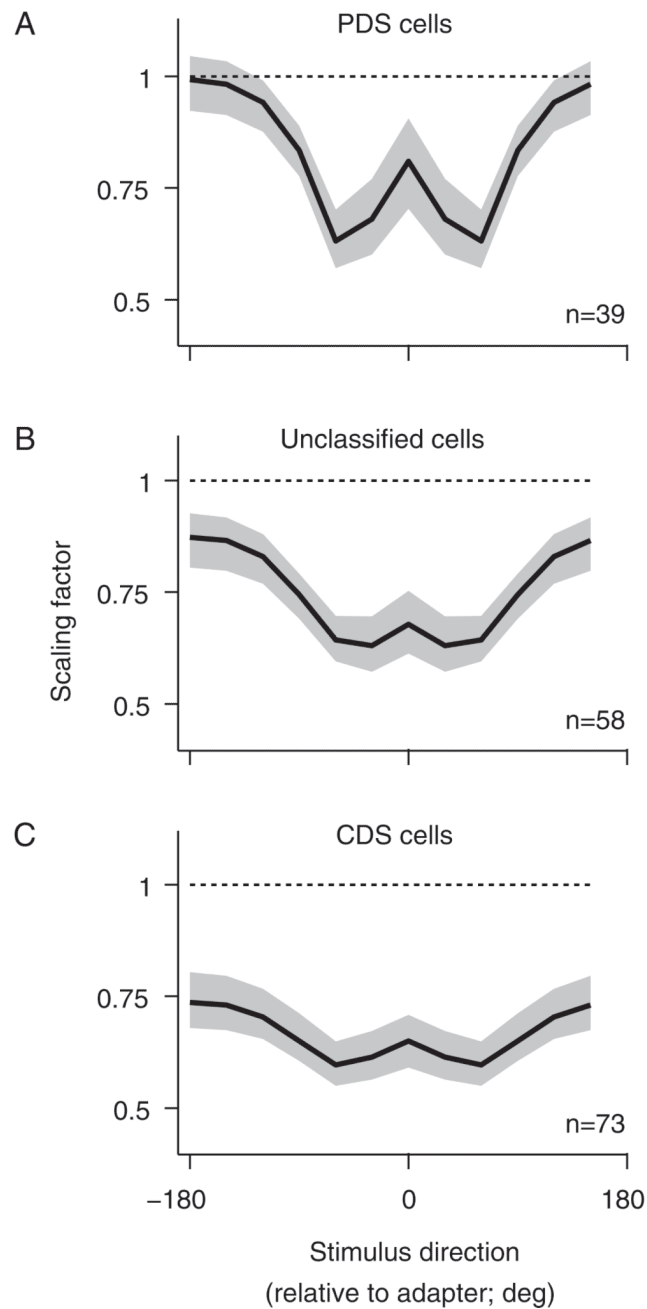 A
PDS cells
1
0.75
0.5
n=39
B
Unclassified cells
1
0.75
0.5
n=58
Scaling factor
C
CDS cells
1
0.75
0.5
n=73
−180
0
180
Stimulus direction
(relative to adapter; deg)